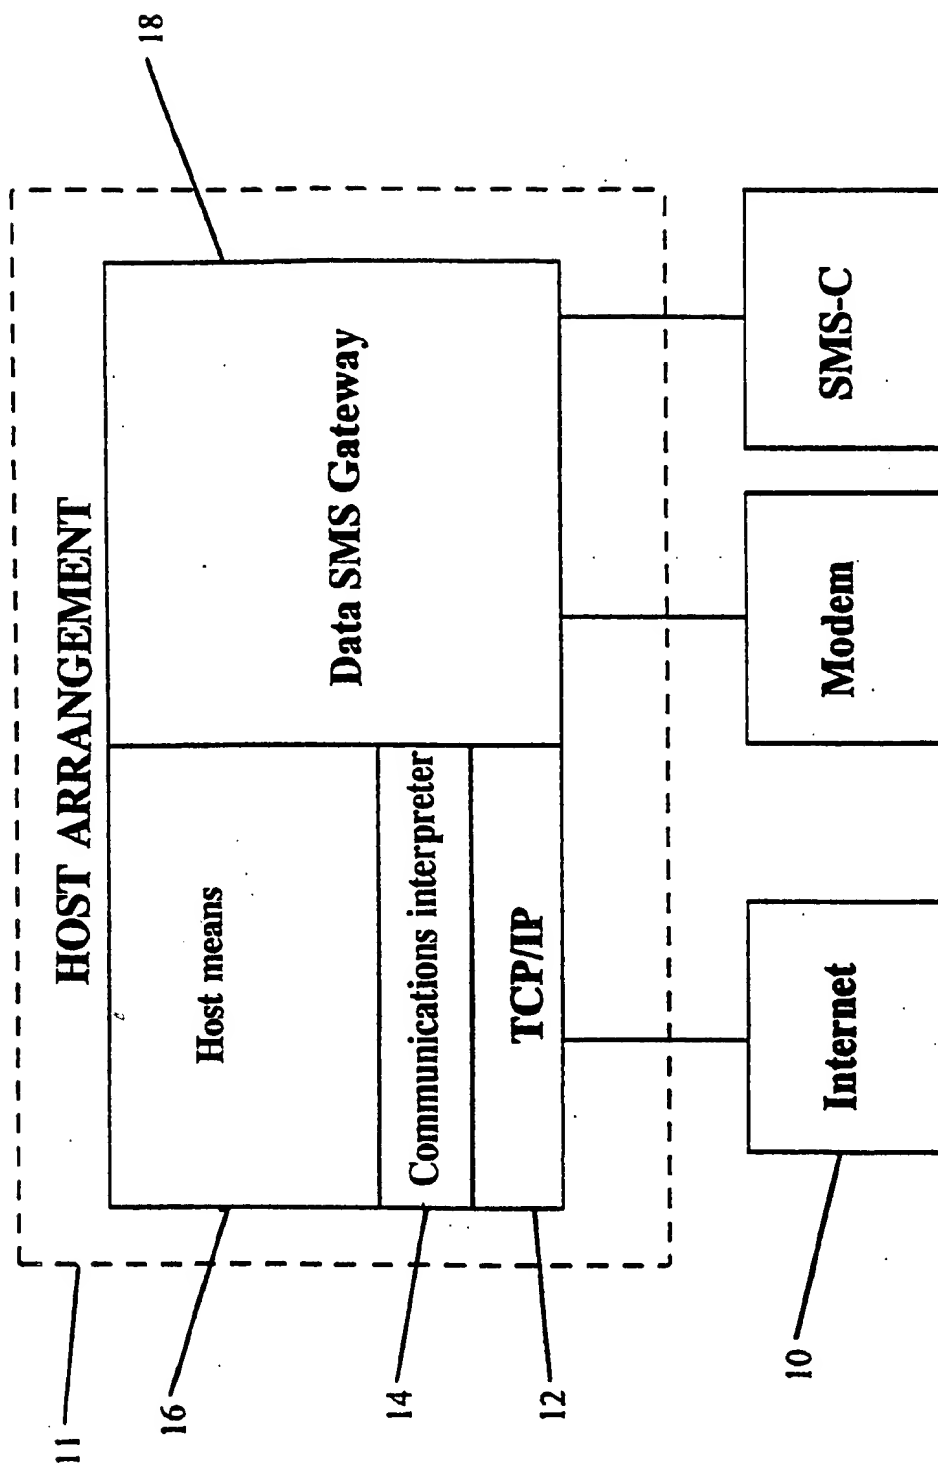 HOST ARRANGEMENT
11
16
Host means
14
Communications interpreter
12
TCP/IP
18
Data SMS Gateway
10
Internet
Modem
SMS-C